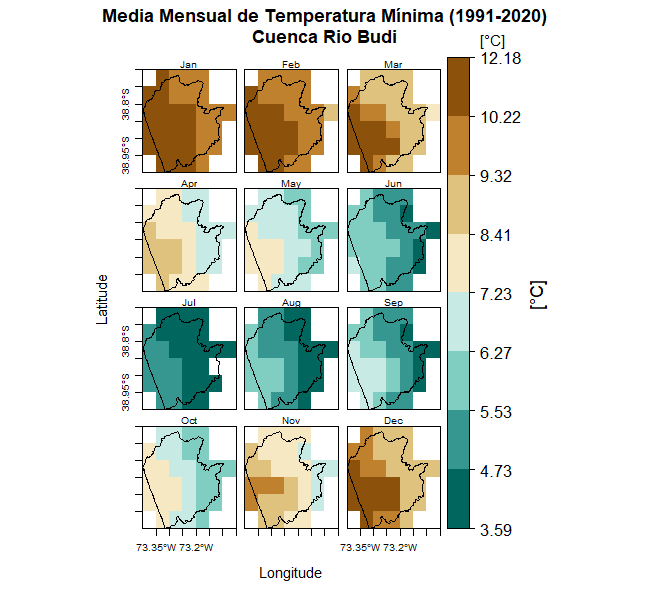 Media Mensual de Temperatura Mínima (1991-2020)
Cuenca Rio Budi
[°C]
Jan
Feb
Mar
38.8°S
38.95°S
Apr
May
Jun
Jul
Aug
Sep
38.8°S
38.95°S
Oct
Nov
Dec
73.35°W 73.2°W
73.35°W 73.2°W
Latitude
Longitude
12.18
10.22
9.32
8.41
7.23
6.27
5.53
4.73
3.59
[°C]